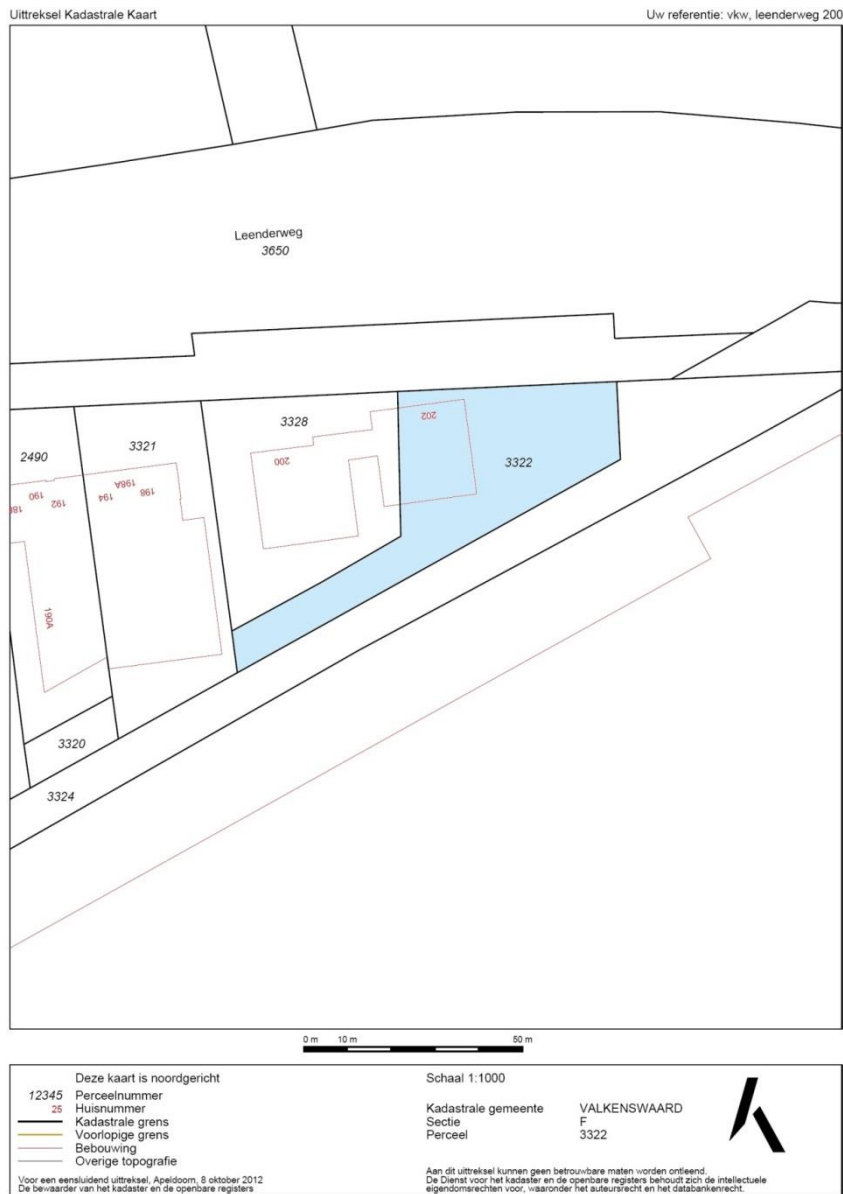 Uittreksel Kadastrale Kaart
Uw referentie: vkw, leenderweg 200
Leenderweg
3650
3328
202
3321
2490
200
3322
198A
198
194
190
192
188
190A
3320
3324
0 m 10 m 50 m
Deze kaart is noordgericht
12345 Perceelnummer
25 Huisnummer
Kadastrale grens
Voorlopige grens
Bebouwing
Overige topografie
Voor een eensluidend uittreksel, Apeldoorn, 8 oktober 2012
De bewaarder van het kadaster en de openbare registers
Schaal 1:1000
Kadastrale gemeente VALKENSWAARD
Sectie F
Perceel 3322
Aan dit uittreksel kunnen geen betrouwbare maten worden ontleend.
De Dienst voor het kadaster en de openbare registers behoudt zich de intellectuele
eigendomsrechten voor, waaronder het auteursrecht en het databankenrecht.